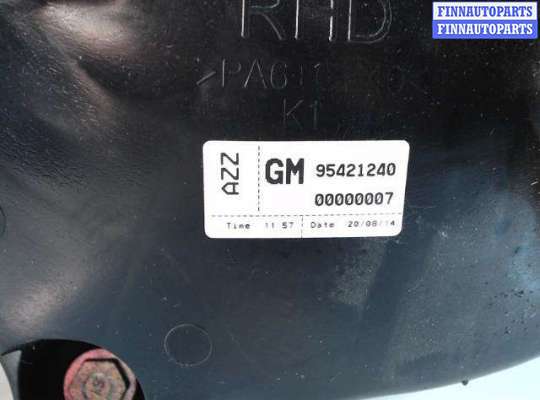 FINNAUTOPARTS
FINNAUTOPARTS
RHD
K1
AZZ
GM 95421240
00000007
Time 11 57 Date 20/08/14